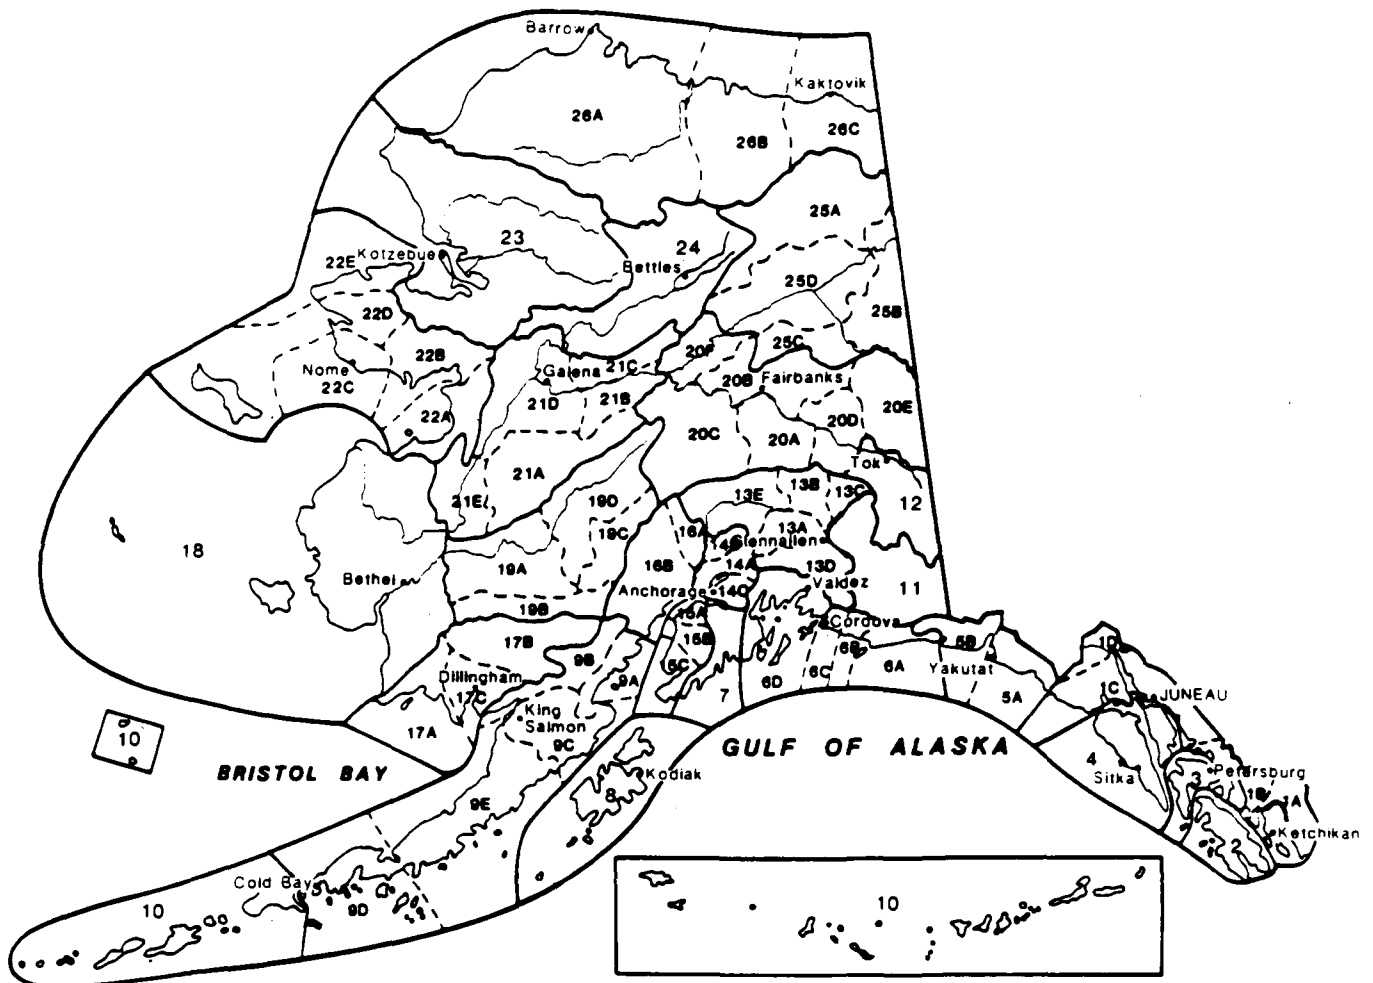 Barrow
Kaktovik
26A
26B
26C
25A
23
24
22E
Kotzebue
Bettles
25D
22D
25B
22B
20F
25C
Nome
Galena
21C
20B
Fairbanks
22C
21D
21B
20E
22A
20D
20C
20A
Tok
21A
13B
13C
21E
19D
13E
12
19C
16A
13A
14B
Glennallen
18
19A
16B
14A
13D
Bethel
Anchorage
14C
Valdez
11
19B
15A
Cordova
17B
15B
6B
5B
1D
9B
15C
Dillingham
17C
9A
6D
6C
6A
Yakutat
5A
1C
JUNEAU
7
King
Salmon
17A
9C
10
BRISTOL BAY
GULF OF ALASKA
4
Sitka
3
Petersburg
Kodiak
8
9E
1B
1A
Ketchikan
2
Cold Bay
9D
10
10